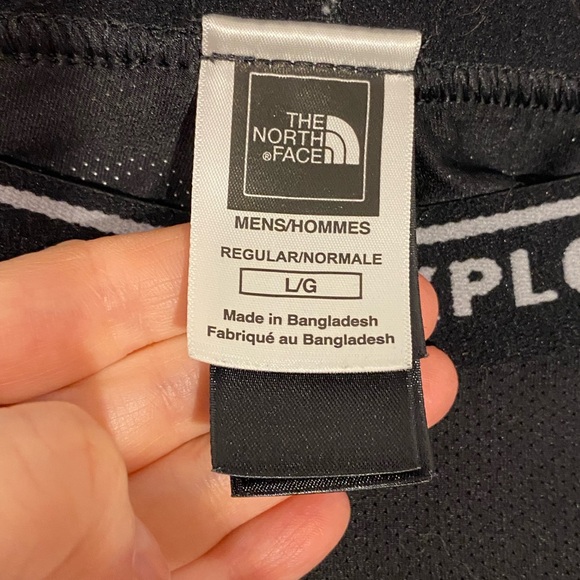 THE
NORTH
®FACE
MENS/HOMMES
REGULAR/NORMALE
L/G
Made in Bangladesh
Fabriqué au Bangladesh